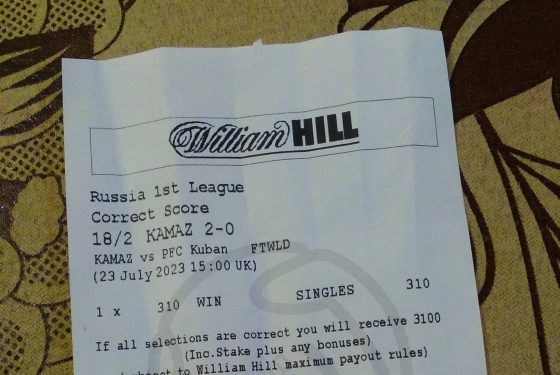 William HILL
Russia 1st League
Correct Score
18/2 KAMAZ 2-0
KAMAZ vs PFC Kuban FTWLD
(23 July 2023 15:00 UK)
1 x 310 WIN SINGLES 310
If all selections are correct you will receive 3100
(Inc.Stake plus any bonuses)
to William Hill maximum payout rules)